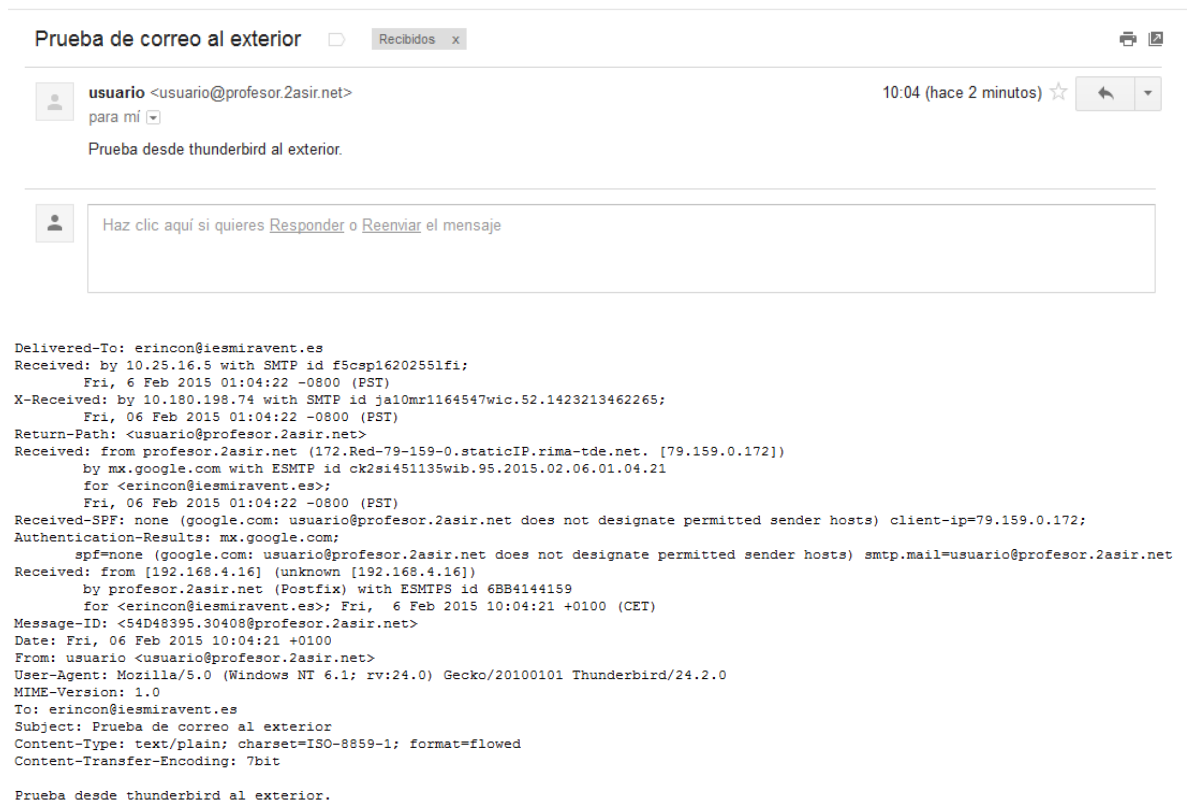 Prueba de correo al exterior Recibidos x
usuario <usuario@profesor.2asir.net> 10:04 (hace 2 minutos)
para mí
Prueba desde thunderbird al exterior.
Haz clic aquí si quieres Responder o Reenviar el mensaje
Delivered-To: erincon@iesmiravent.es
Received: by 10.25.16.5 with SMTP id f5csp1620255lfi;
        Fri, 6 Feb 2015 01:04:22 -0800 (PST)
X-Received: by 10.180.198.74 with SMTP id ja10mr1164547wic.52.1423213462265;
        Fri, 06 Feb 2015 01:04:22 -0800 (PST)
Return-Path: <usuario@profesor.2asir.net>
Received: from profesor.2asir.net (172.Red-79-159-0.staticIP.rima-tde.net. [79.159.0.172])
        by mx.google.com with ESMTP id ck2si451135wib.95.2015.02.06.01.04.21
        for <erincon@iesmiravent.es>;
        Fri, 06 Feb 2015 01:04:22 -0800 (PST)
Received-SPF: none (google.com: usuario@profesor.2asir.net does not designate permitted sender hosts) client-ip=79.159.0.172;
Authentication-Results: mx.google.com;
       spf=none (google.com: usuario@profesor.2asir.net does not designate permitted sender hosts) smtp.mail=usuario@profesor.2asir.net
Received: from [192.168.4.16] (unknown [192.168.4.16])
        by profesor.2asir.net (Postfix) with ESMTPS id 6BB4144159
        for <erincon@iesmiravent.es>; Fri,  6 Feb 2015 10:04:21 +0100 (CET)
Message-ID: <54D48395.30408@profesor.2asir.net>
Date: Fri, 06 Feb 2015 10:04:21 +0100
From: usuario <usuario@profesor.2asir.net>
User-Agent: Mozilla/5.0 (Windows NT 6.1; rv:24.0) Gecko/20100101 Thunderbird/24.2.0
MIME-Version: 1.0
To: erincon@iesmiravent.es
Subject: Prueba de correo al exterior
Content-Type: text/plain; charset=ISO-8859-1; format=flowed
Content-Transfer-Encoding: 7bit
Prueba desde thunderbird al exterior.